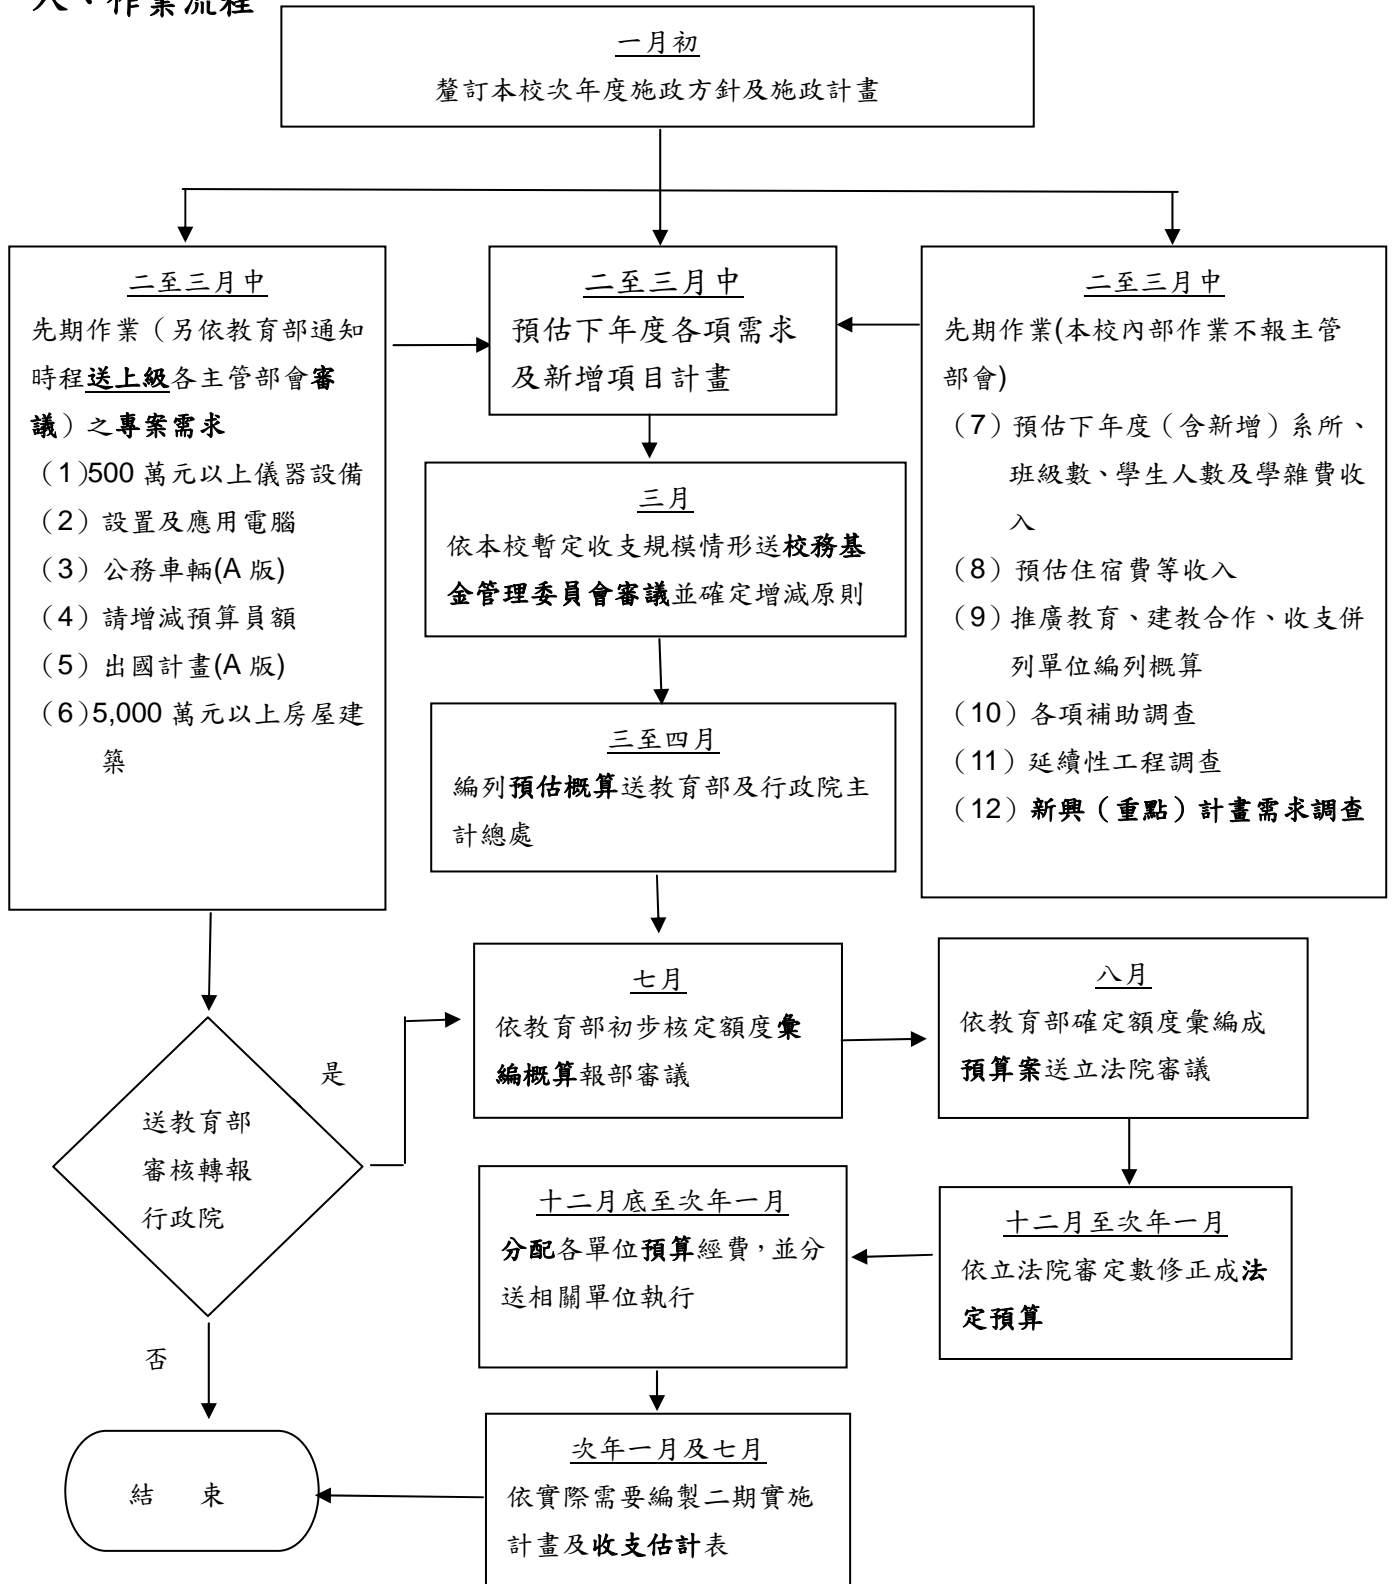 八、作業流程
一月初
釐訂本校次年度施政方針及施政計畫
二至三月中
先期作業（另依教育部通知
時程送上級各主管部會審
議）之專案需求
（1）500 萬元以上儀器設備
（2）設置及應用電腦
（3）公務車輛(A 版)
（4）請增減預算員額
（5）出國計畫(A 版)
（6）5,000 萬元以上房屋建
築
二至三月中
預估下年度各項需求
及新增項目計畫
二至三月中
先期作業(本校內部作業不報主管
部會)
（7）預估下年度（含新增）系所、
班級數、學生人數及學雜費收
入
（8）預估住宿費等收入
（9）推廣教育、建教合作、收支併
列單位編列概算
（10）各項補助調查
（11）延續性工程調查
（12）新興（重點）計畫需求調查
三月
依本校暫定收支規模情形送校務基
金管理委員會審議並確定增減原則
三至四月
編列預估概算送教育部及行政院主
計總處
七月
依教育部初步核定額度彙
編概算報部審議
八月
依教育部確定額度彙編成
預算案送立法院審議
是
送教育部
審核轉報
行政院
否
十二月底至次年一月
分配各單位預算經費，並分
送相關單位執行
十二月至次年一月
依立法院審定數修正成法
定預算
次年一月及七月
依實際需要編製二期實施
計畫及收支估計表
結 束